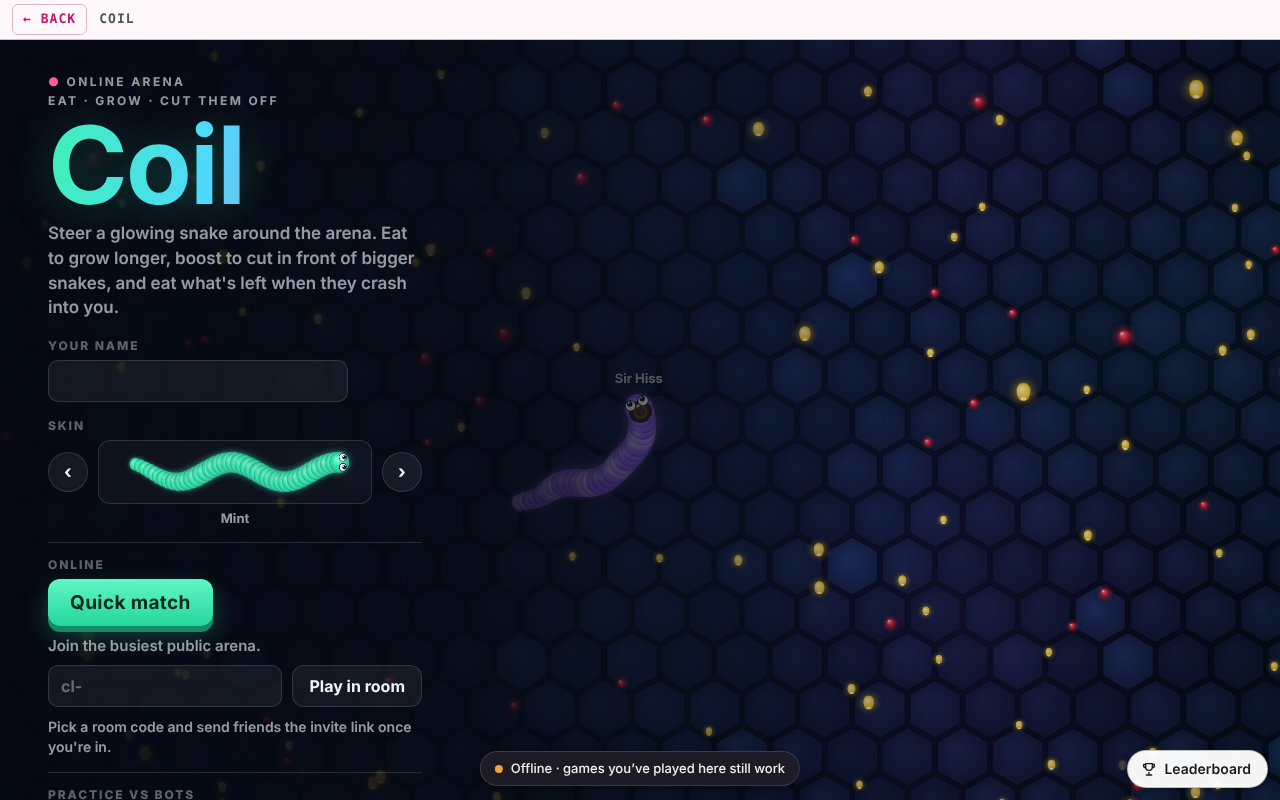 ← BACK COIL
ONLINE ARENA
EAT · GROW · CUT THEM OFF
Coil
Steer a glowing snake around the arena. Eat
to grow longer, boost to cut in front of bigger
snakes, and eat what's left when they crash
into you.
YOUR NAME
Sir Hiss
SKIN
‹ ›
Mint
ONLINE
Quick match
Join the busiest public arena.
cl- Play in room
Pick a room code and send friends the invite link once
you're in.
Offline · games you’ve played here still work
Leaderboard
PRACTICE VS BOTS